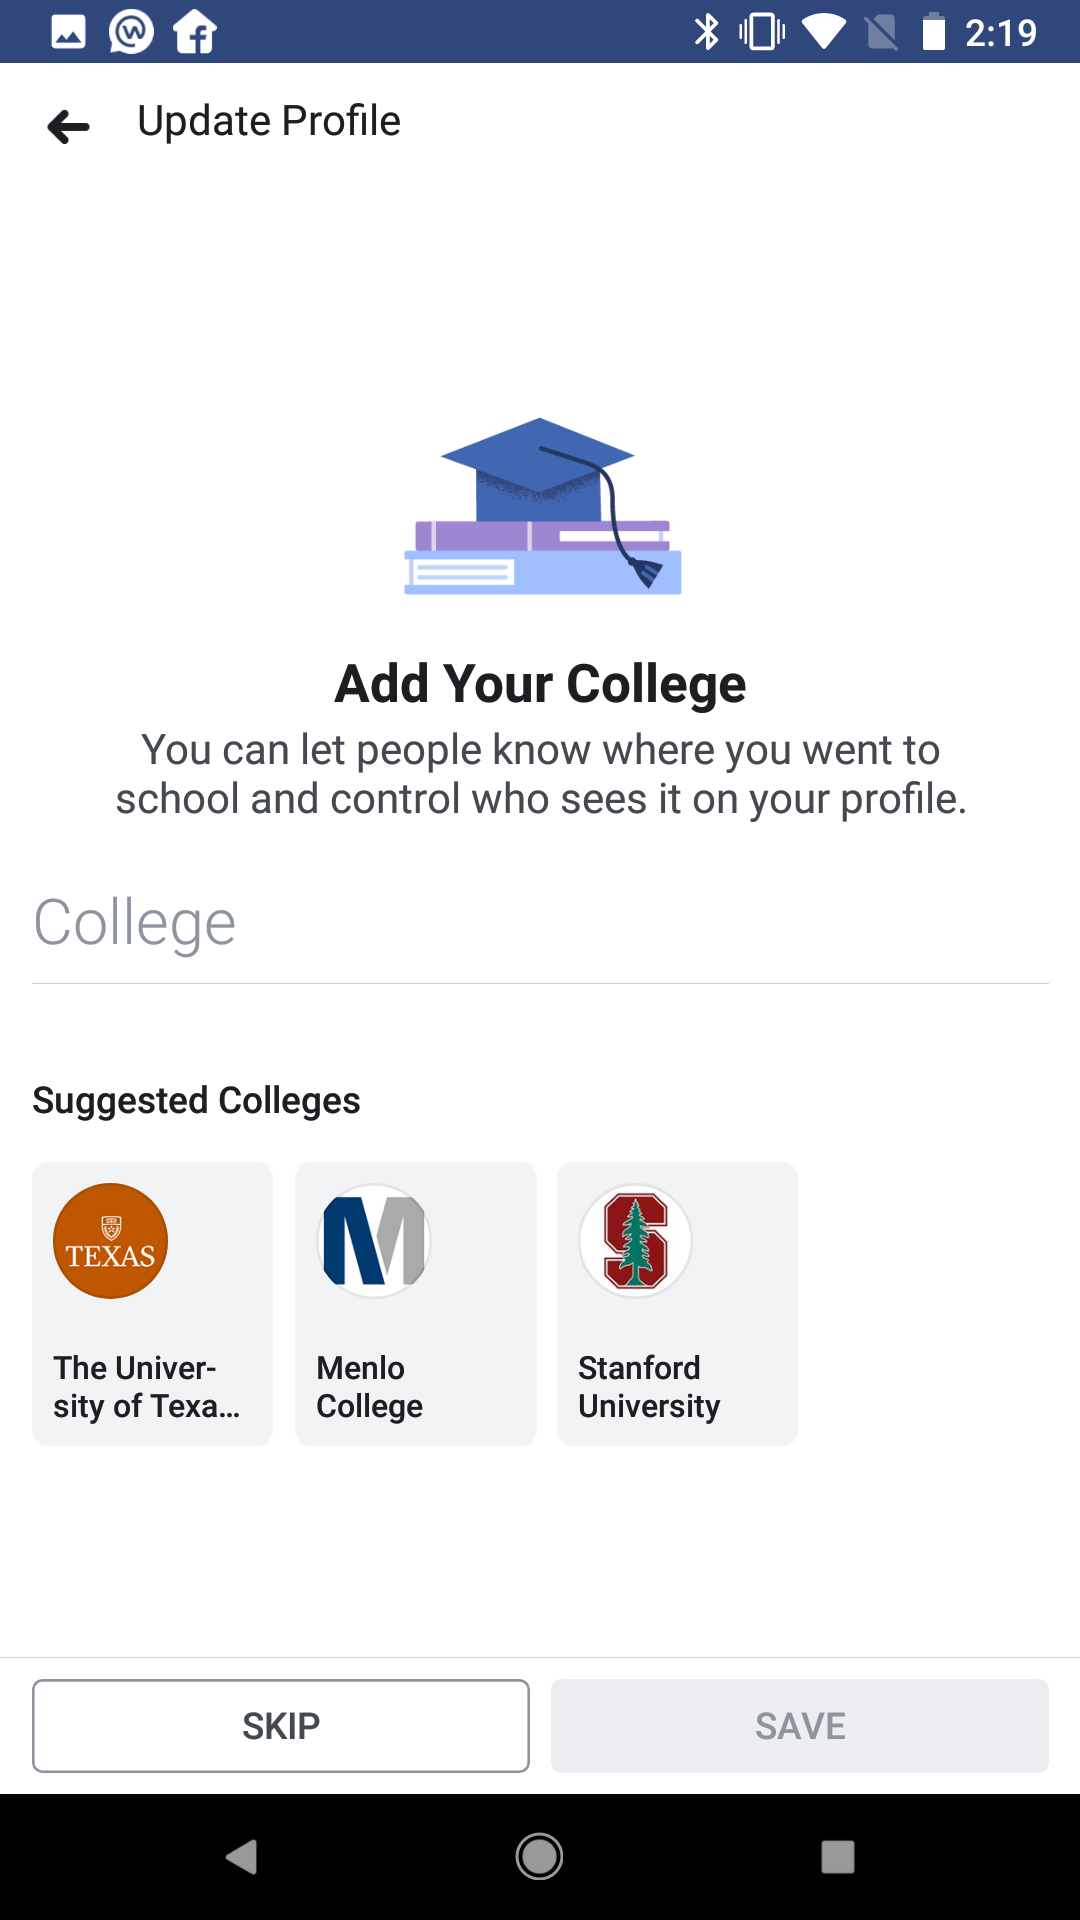 2:19
Update Profile
Add Your College
You can let people know where you went to
school and control who sees it on your profile.
College
Suggested Colleges
TEXAS
The Univer-
sity of Texa...
Menlo
College
Stanford
University
SKIP
SAVE